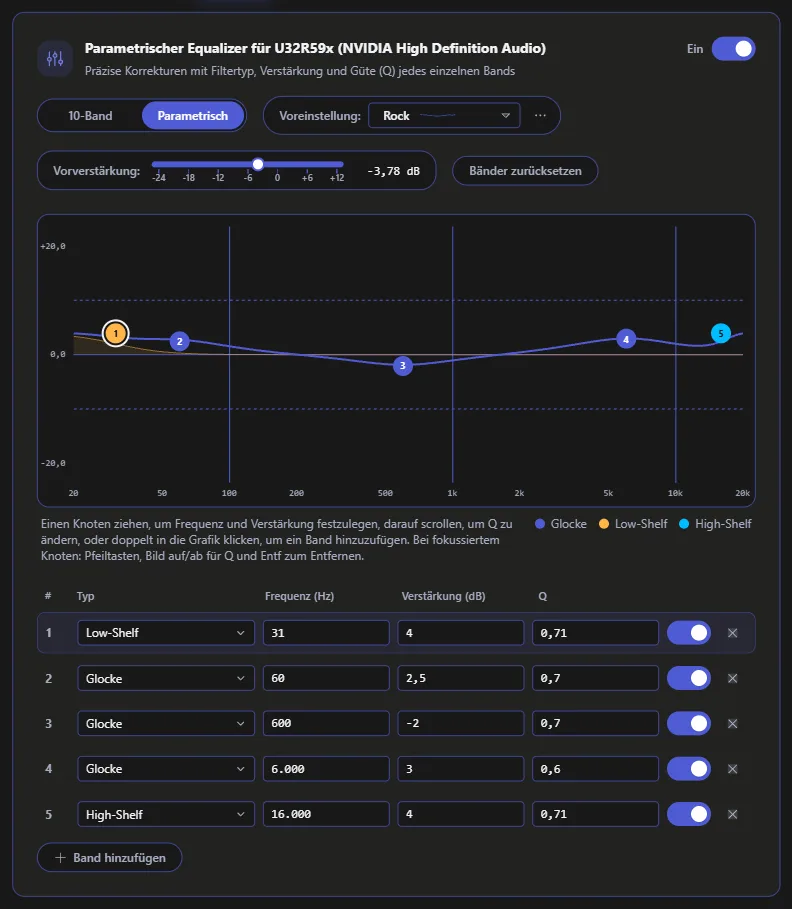 Parametrischer Equalizer für U32R59x (NVIDIA High Definition Audio)
Präzise Korrekturen mit Filtertyp, Verstärkung und Güte (Q) jedes einzelnen Bands
Ein
10-Band
Parametrisch
Voreinstellung:
Rock
...
Vorverstärkung:
-24 -18 -12 -6 0 +6 +12
-3,78 dB
Bänder zurücksetzen
+20,0
1
2
3
4
5
0,0
-20,0
20 50 100 200 500 1k 2k 5k 10k 20k
Einen Knoten ziehen, um Frequenz und Verstärkung festzulegen, darauf scrollen, um Q zu
ändern, oder doppelt in die Grafik klicken, um ein Band hinzuzufügen. Bei fokussiertem
Knoten: Pfeiltasten, Bild auf/ab für Q und Entf zum Entfernen.
Glocke Low-Shelf High-Shelf
# Typ Frequenz (Hz) Verstärkung (dB) Q
1 Low-Shelf 31 4 0,71
2 Glocke 60 2,5 0,7
3 Glocke 600 -2 0,7
4 Glocke 6.000 3 0,6
5 High-Shelf 16.000 4 0,71
+ Band hinzufügen